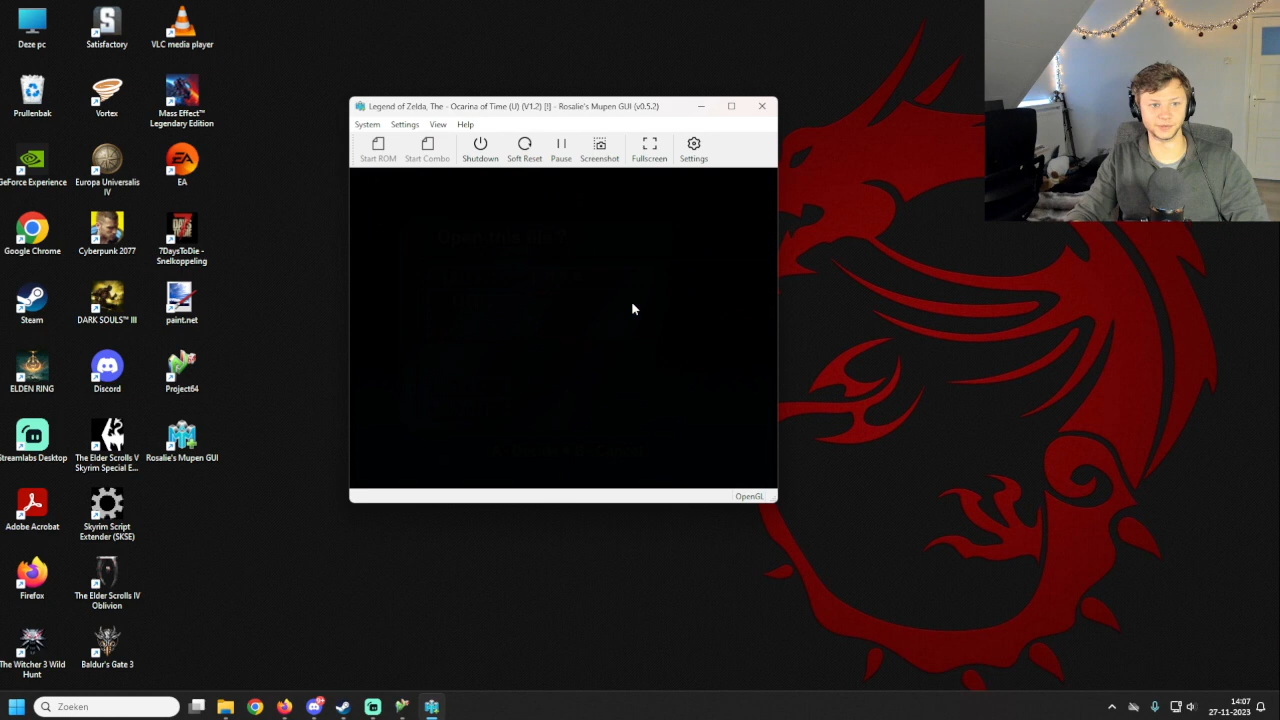 Deze pc
Satisfactory
VLC media player
Prullenbak
Vortex
Mass Effect™
Legendary Edition
GeForce Experience
Europa Universalis
IV
EA
Google Chrome
Cyberpunk 2077
7DaysToDie -
Snelkoppeling
Steam
DARK SOULS™ III
paint.net
ELDEN RING
Discord
Project64
Streamlabs Desktop
The Elder Scrolls V
Skyrim Special E...
Rosalie's Mupen GUI
Adobe Acrobat
Skyrim Script
Extender (SKSE)
Firefox
The Elder Scrolls IV
Oblivion
The Witcher 3 Wild
Hunt
Baldur's Gate 3
Legend of Zelda, The - Ocarina of Time (U) (V1.2) [!] - Rosalie's Mupen GUI (v0.5.2)
System Settings View Help
Start ROM Start Combo Shutdown Soft Reset Pause Screenshot Fullscreen Settings
OpenGL
Zoeken
14:07
27-11-2023